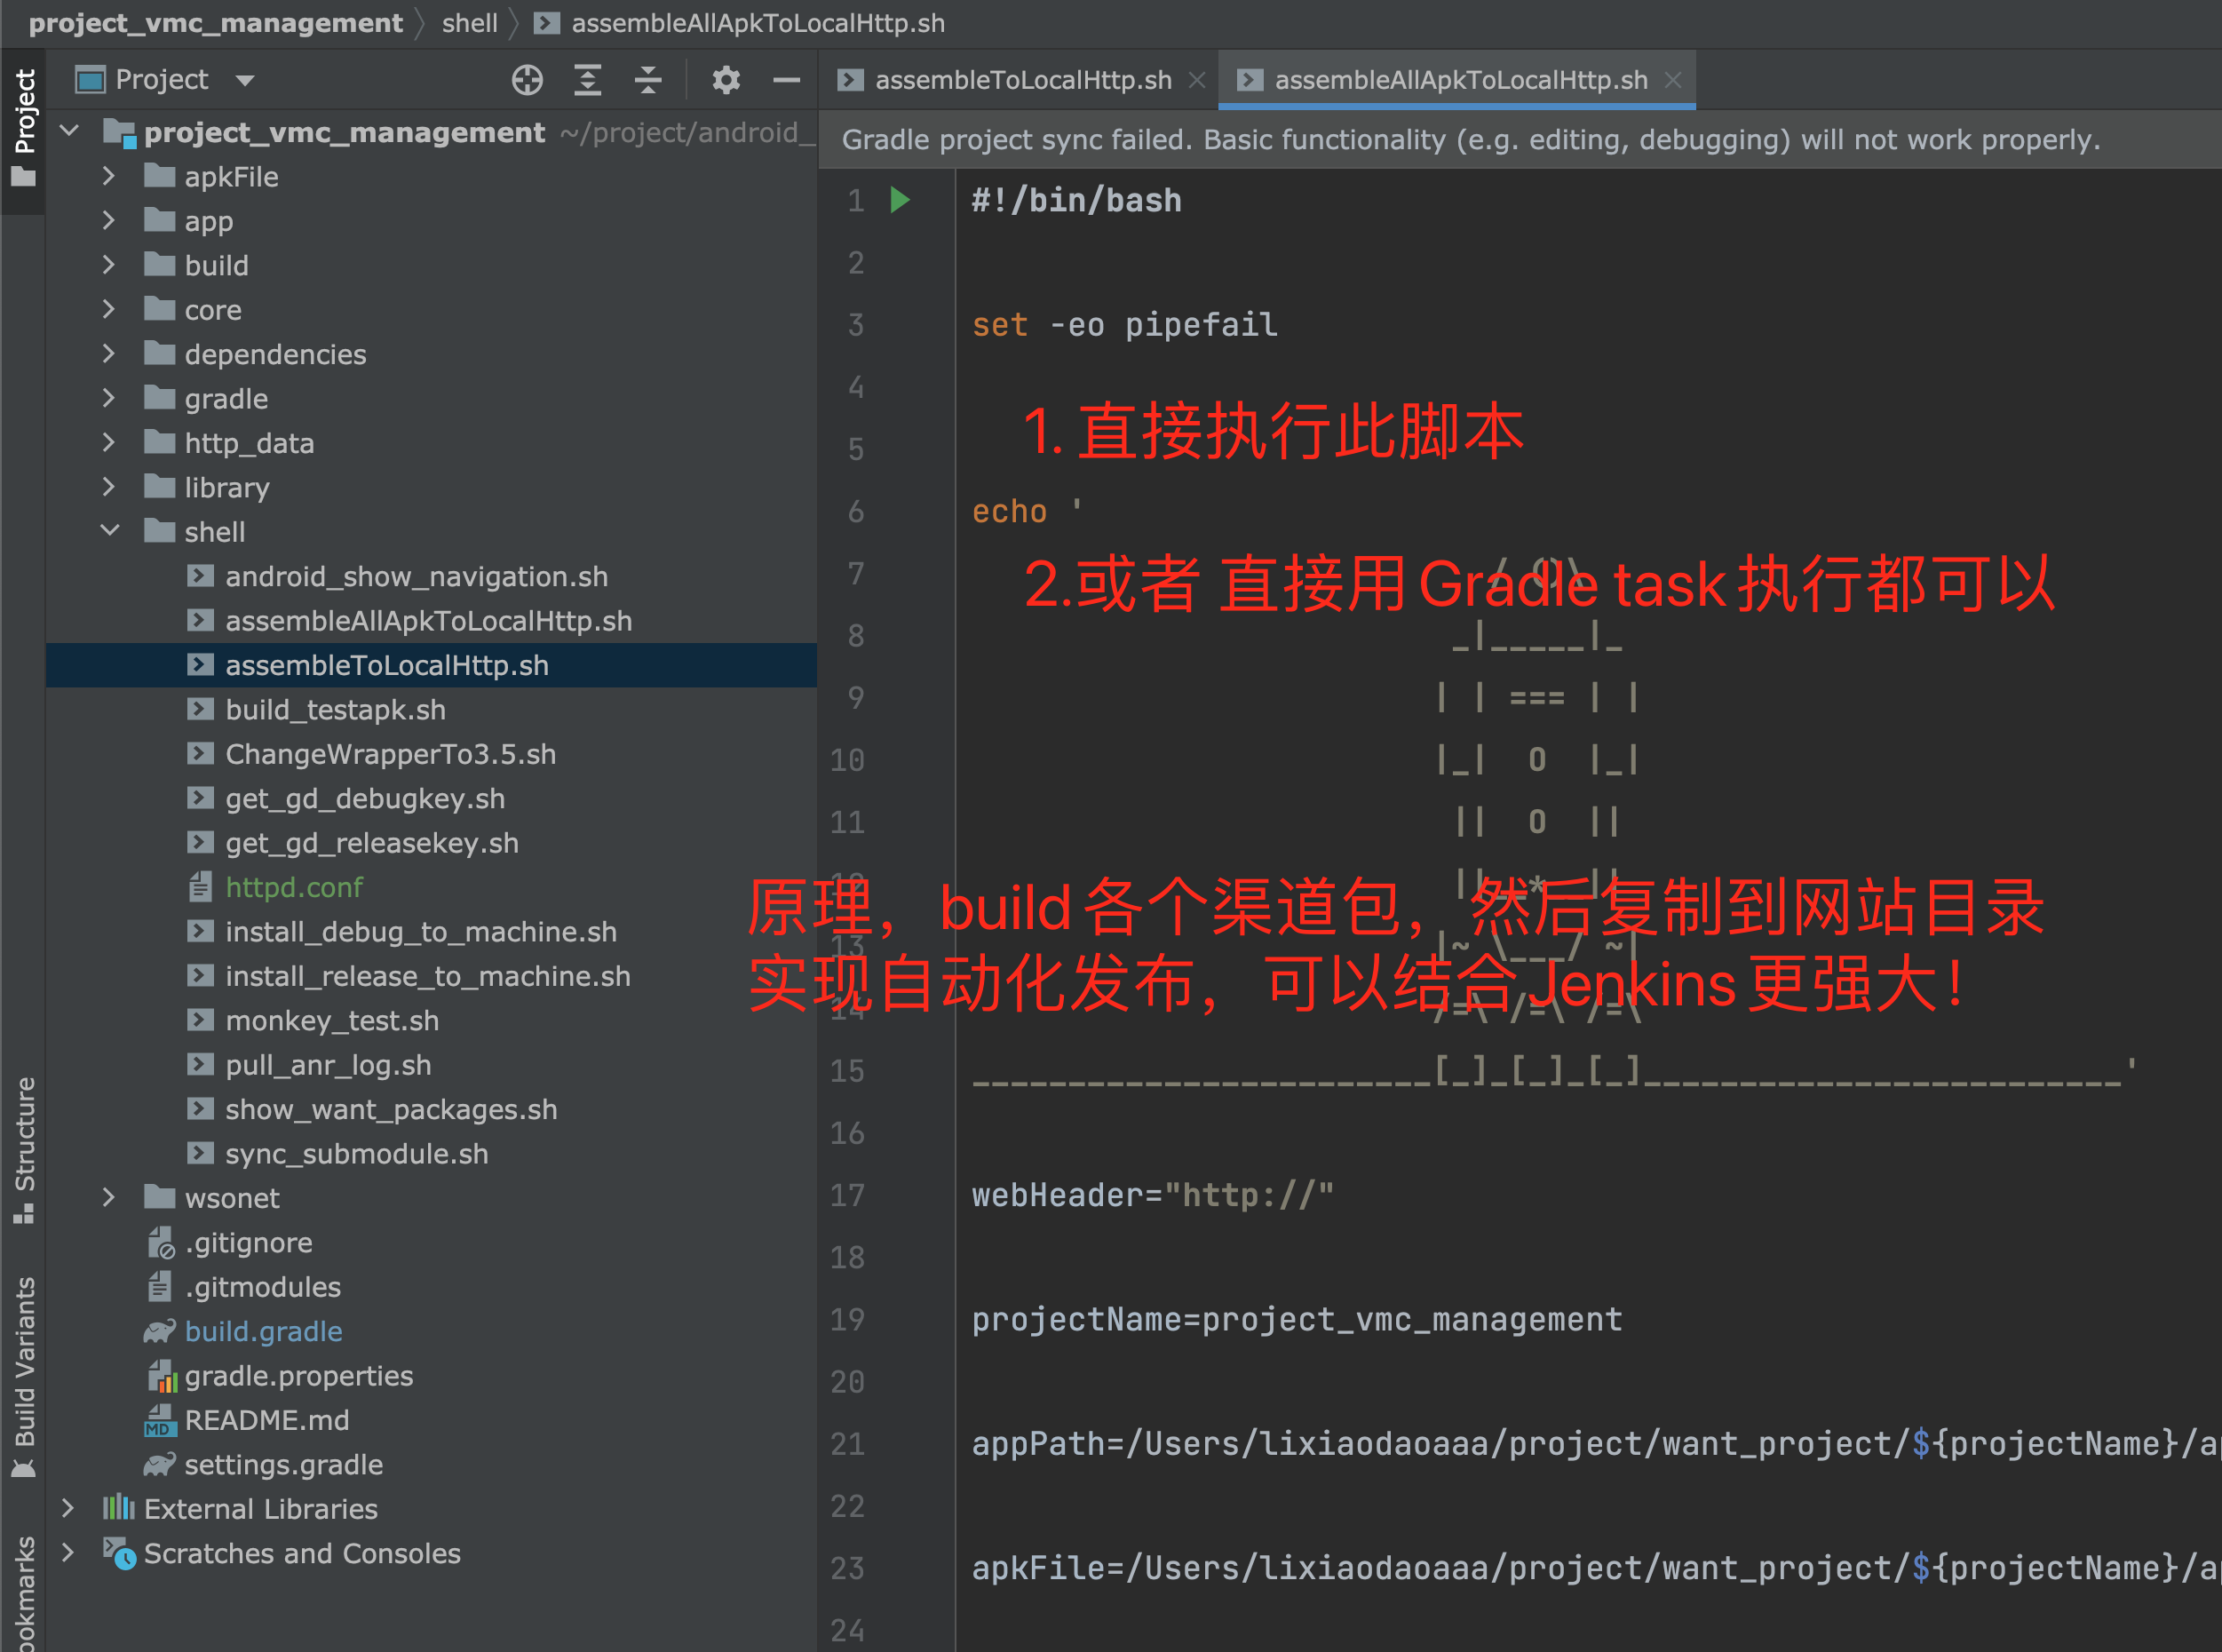 project_vmc_management shell assembleAllApkToLocalHttp.sh
Project
Project
project_vmc_management ~/project/android_
apkFile
app
build
core
dependencies
gradle
http_data
library
shell
android_show_navigation.sh
assembleAllApkToLocalHttp.sh
assembleToLocalHttp.sh
build_testapk.sh
ChangeWrapperTo3.5.sh
get_gd_debugkey.sh
get_gd_releasekey.sh
httpd.conf
install_debug_to_machine.sh
install_release_to_machine.sh
monkey_test.sh
pull_anr_log.sh
show_want_packages.sh
sync_submodule.sh
wsonet
.gitignore
.gitmodules
build.gradle
gradle.properties
README.md
settings.gradle
External Libraries
Scratches and Consoles
Structure
Build Variants
ookmarks
assembleToLocalHttp.sh assembleAllApkToLocalHttp.sh
Gradle project sync failed. Basic functionality (e.g. editing, debugging) will not work properly.
1 #!/bin/bash
2
3 set -eo pipefail
4
1. 直接执行此脚本
5
6 echo '
7
2.或者 直接用 Gradle task 执行都可以
8 _|_____|_
9 | | === | |
10 |_| O |_|
11 || O ||
12
原理，build 各个渠道包，然后复制到网站目录
13 |~ \___/ ~|
实现自动化发布，可以结合 Jenkins 更强大！
14 /=\ /=\ /=\
15 ________________________[_]_[_]_[_]_________________________'
16
17 webHeader="http://"
18
19 projectName=project_vmc_management
20
21 appPath=/Users/lixiaodaoaaa/project/want_project/${projectName}/ap
22
23 apkFile=/Users/lixiaodaoaaa/project/want_project/${projectName}/ap
24